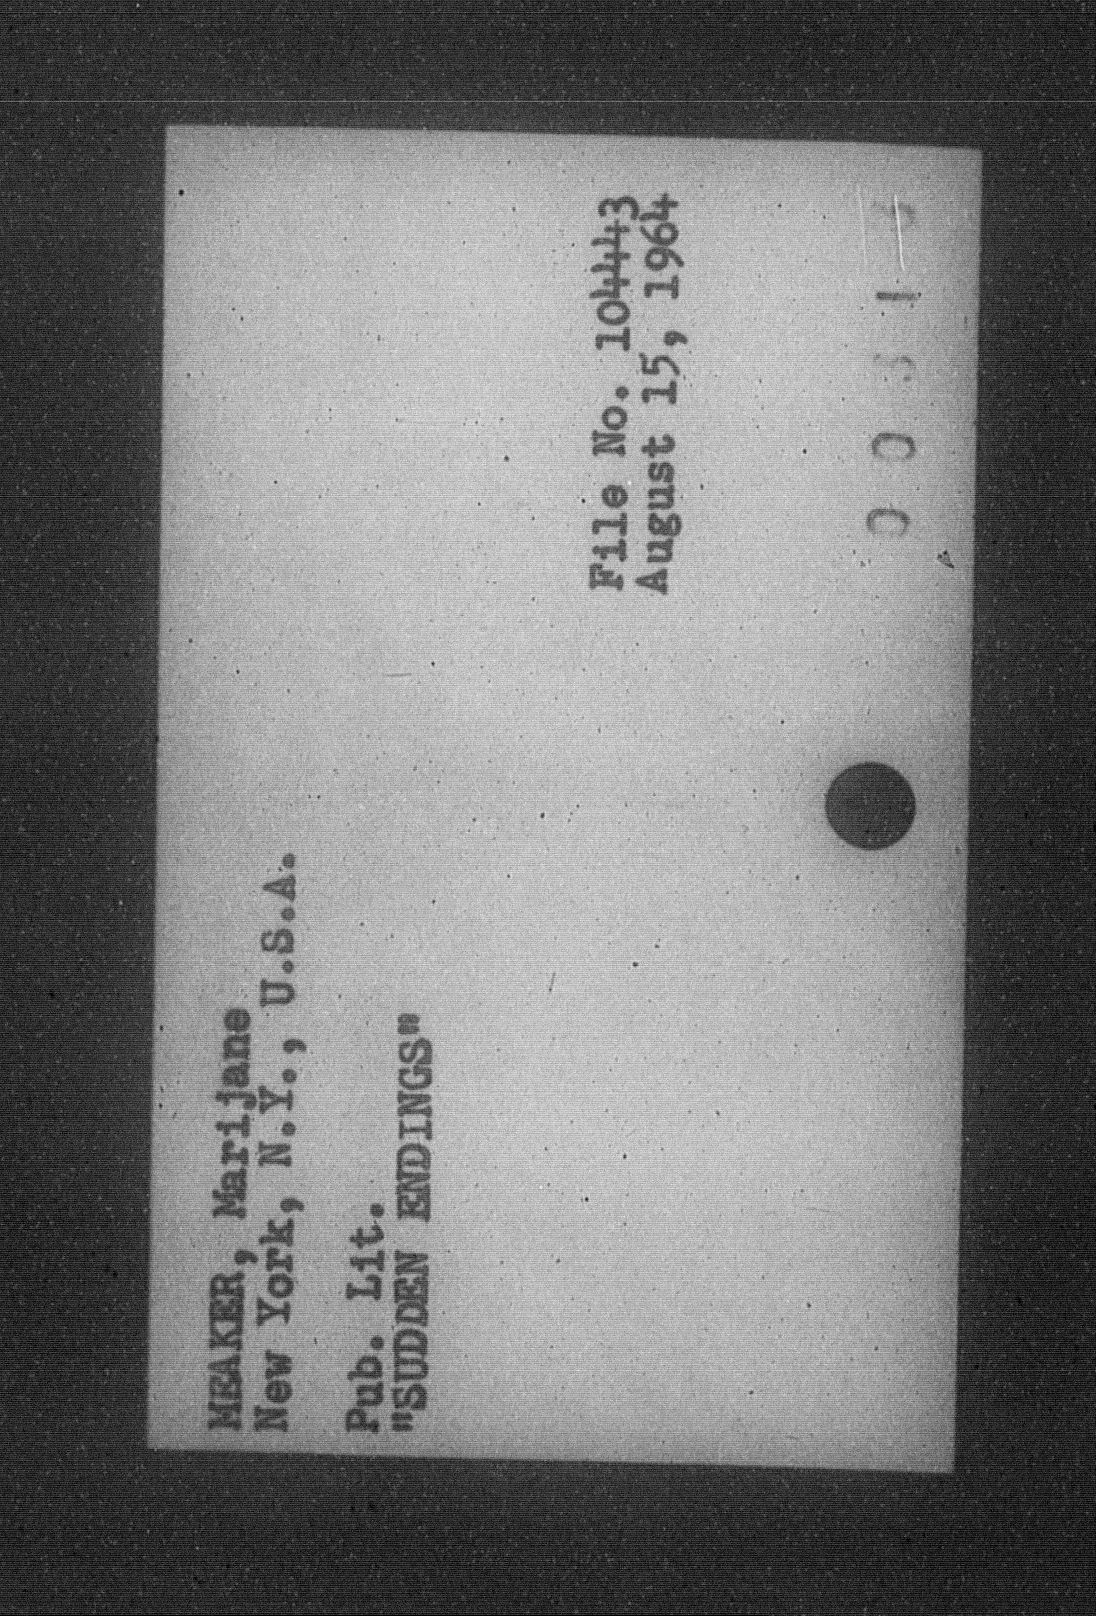 MEAKER, Marijane
New York, N.Y., U.S.A.
Pub. Lit.
"SUDDEN ENDINGS"
File No. 104443
August 15, 1964